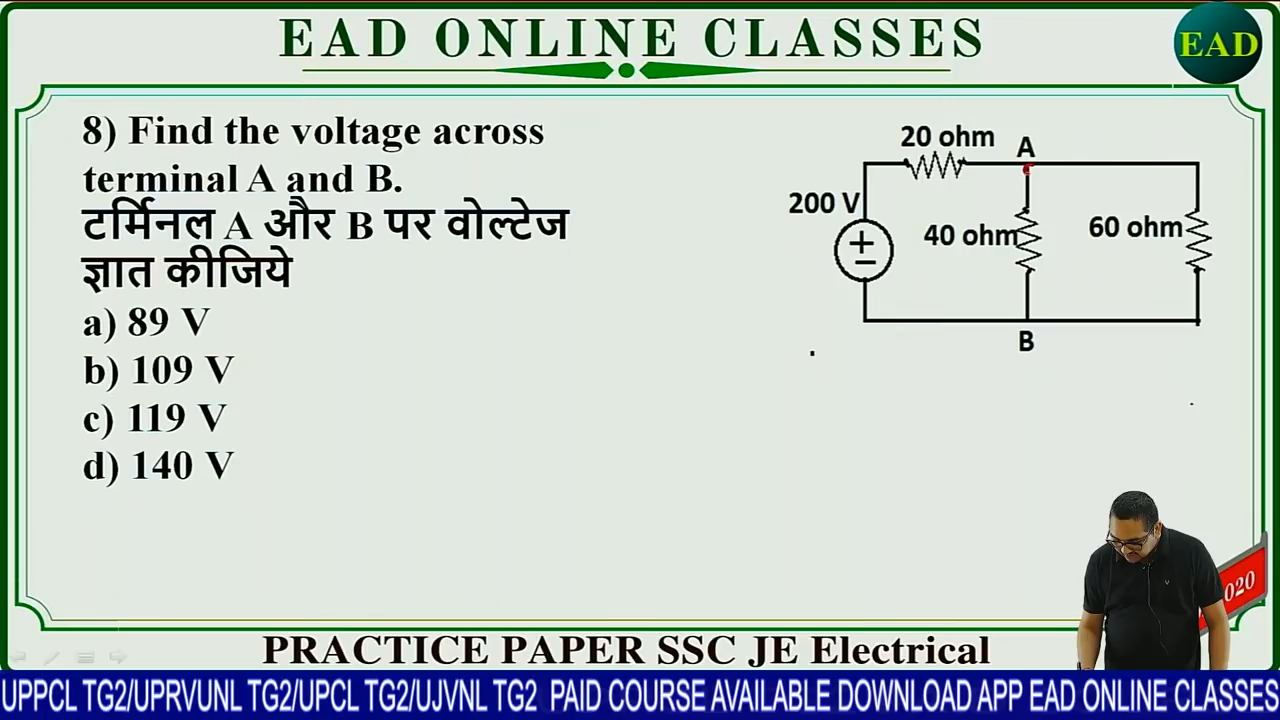 EAD ONLINE CLASSES
EAD
8) Find the voltage across
terminal A and B.
टर्मिनल A और B पर वोल्टेज
ज्ञात कीजिये
a) 89 V
b) 109 V
c) 119 V
d) 140 V
20 ohm
A
200 V
40 ohm
60 ohm
B
020
PRACTICE PAPER SSC JE Electrical
UPPCL TG2/UPRVUNL TG2/UPCL TG2/UJVNL TG2 PAID COURSE AVAILABLE DOWNLOAD APP EAD ONLINE CLASSES